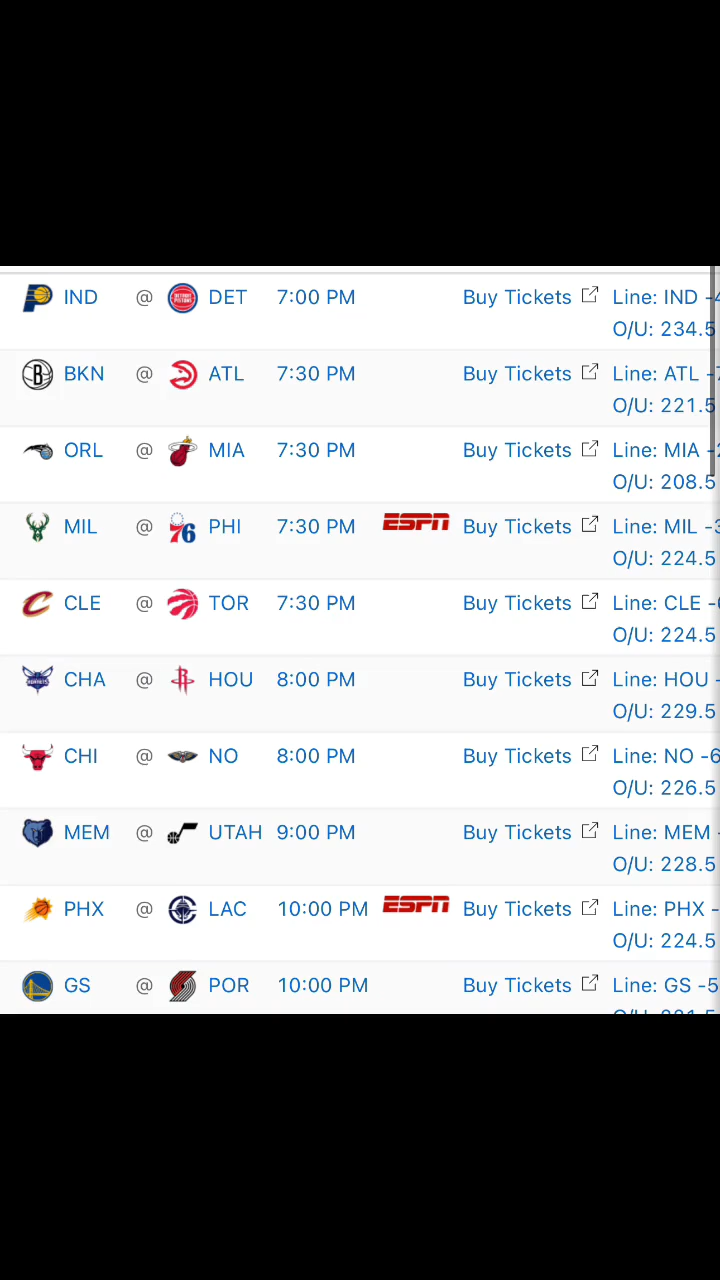 IND @ DET 7:00 PM Buy Tickets Line: IND
O/U: 234.5
BKN @ ATL 7:30 PM Buy Tickets Line: ATL
O/U: 221.5
ORL @ MIA 7:30 PM Buy Tickets Line: MIA
O/U: 208.5
MIL @ 76 PHI 7:30 PM ESPN Buy Tickets Line: MIL
O/U: 224.5
CLE @ TOR 7:30 PM Buy Tickets Line: CLE
O/U: 224.5
CHA @ HOU 8:00 PM Buy Tickets Line: HOU
O/U: 229.5
CHI @ NO 8:00 PM Buy Tickets Line: NO -6
O/U: 226.5
MEM @ UTAH 9:00 PM Buy Tickets Line: MEM
O/U: 228.5
PHX @ LAC 10:00 PM ESPN Buy Tickets Line: PHX
O/U: 224.5
GS @ POR 10:00 PM Buy Tickets Line: GS -5